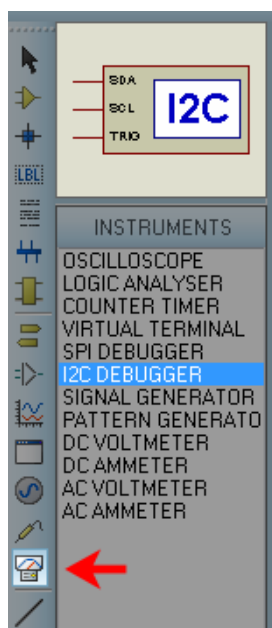 SDA
SCL
TRIG
I2C
LBL
INSTRUMENTS
OSCILLOSCOPE
LOGIC ANALYSER
COUNTER TIMER
VIRTUAL TERMINAL
SPI DEBUGGER
I2C DEBUGGER
SIGNAL GENERATOR
PATTERN GENERATO
DC VOLTMETER
DC AMMETER
AC VOLTMETER
AC AMMETER